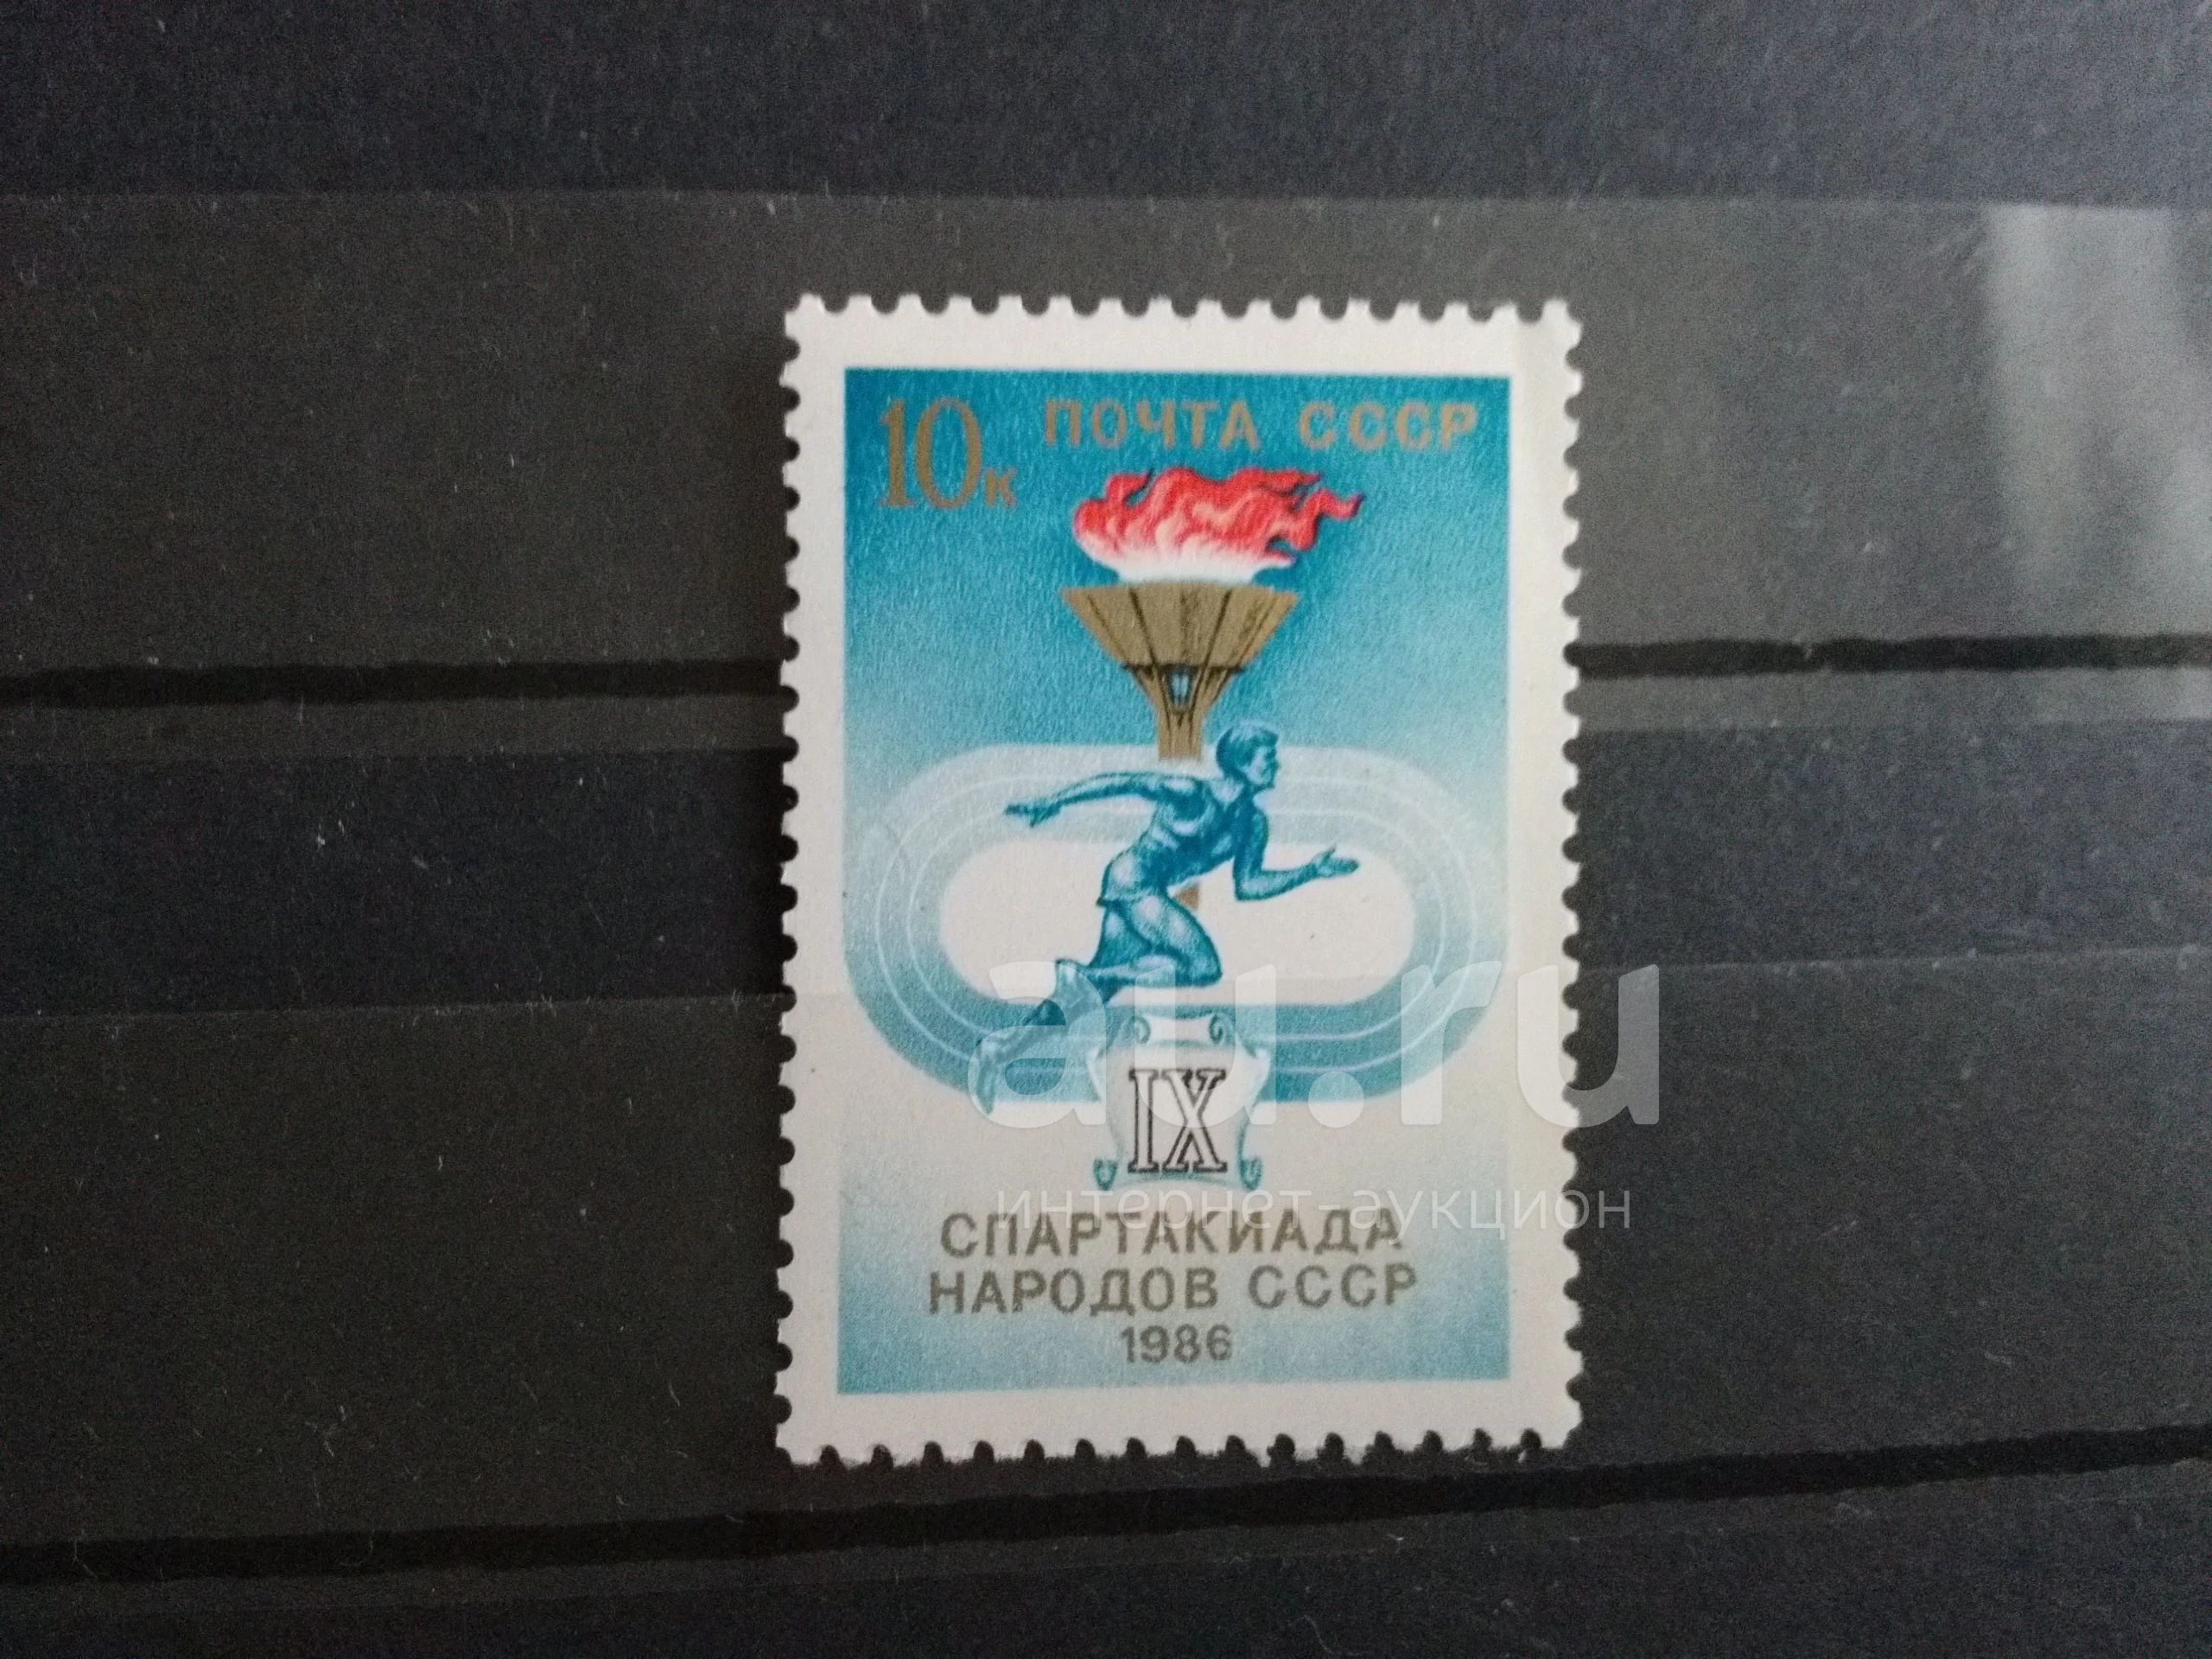 10к ПОЧТА СССР
au.ru
IX
интернет-аукцион
СПАРТАКИАДА
НАРОДОВ СССР
1986